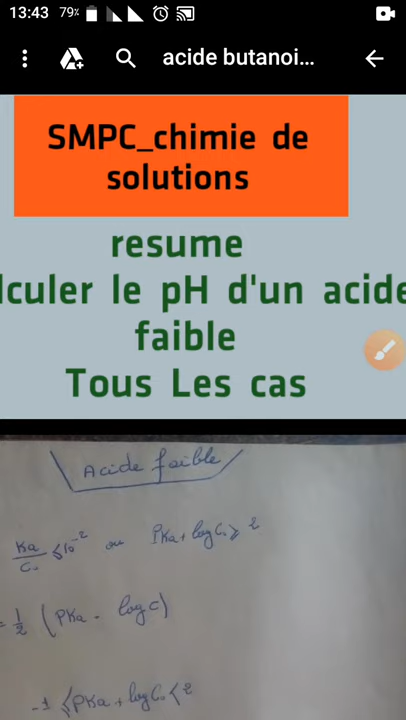 13:43 79%
acide butanoi...
SMPC_chimie de
solutions
resume
lculer le pH d'un acide
faible
Tous Les cas
Acide faible
Ka/C₀ ≤ 10⁻² ou PKa + log C₀ ≥ 2
= 1/2 (PKa - log C)
-1 ≤ PKa + log C₀ < 2